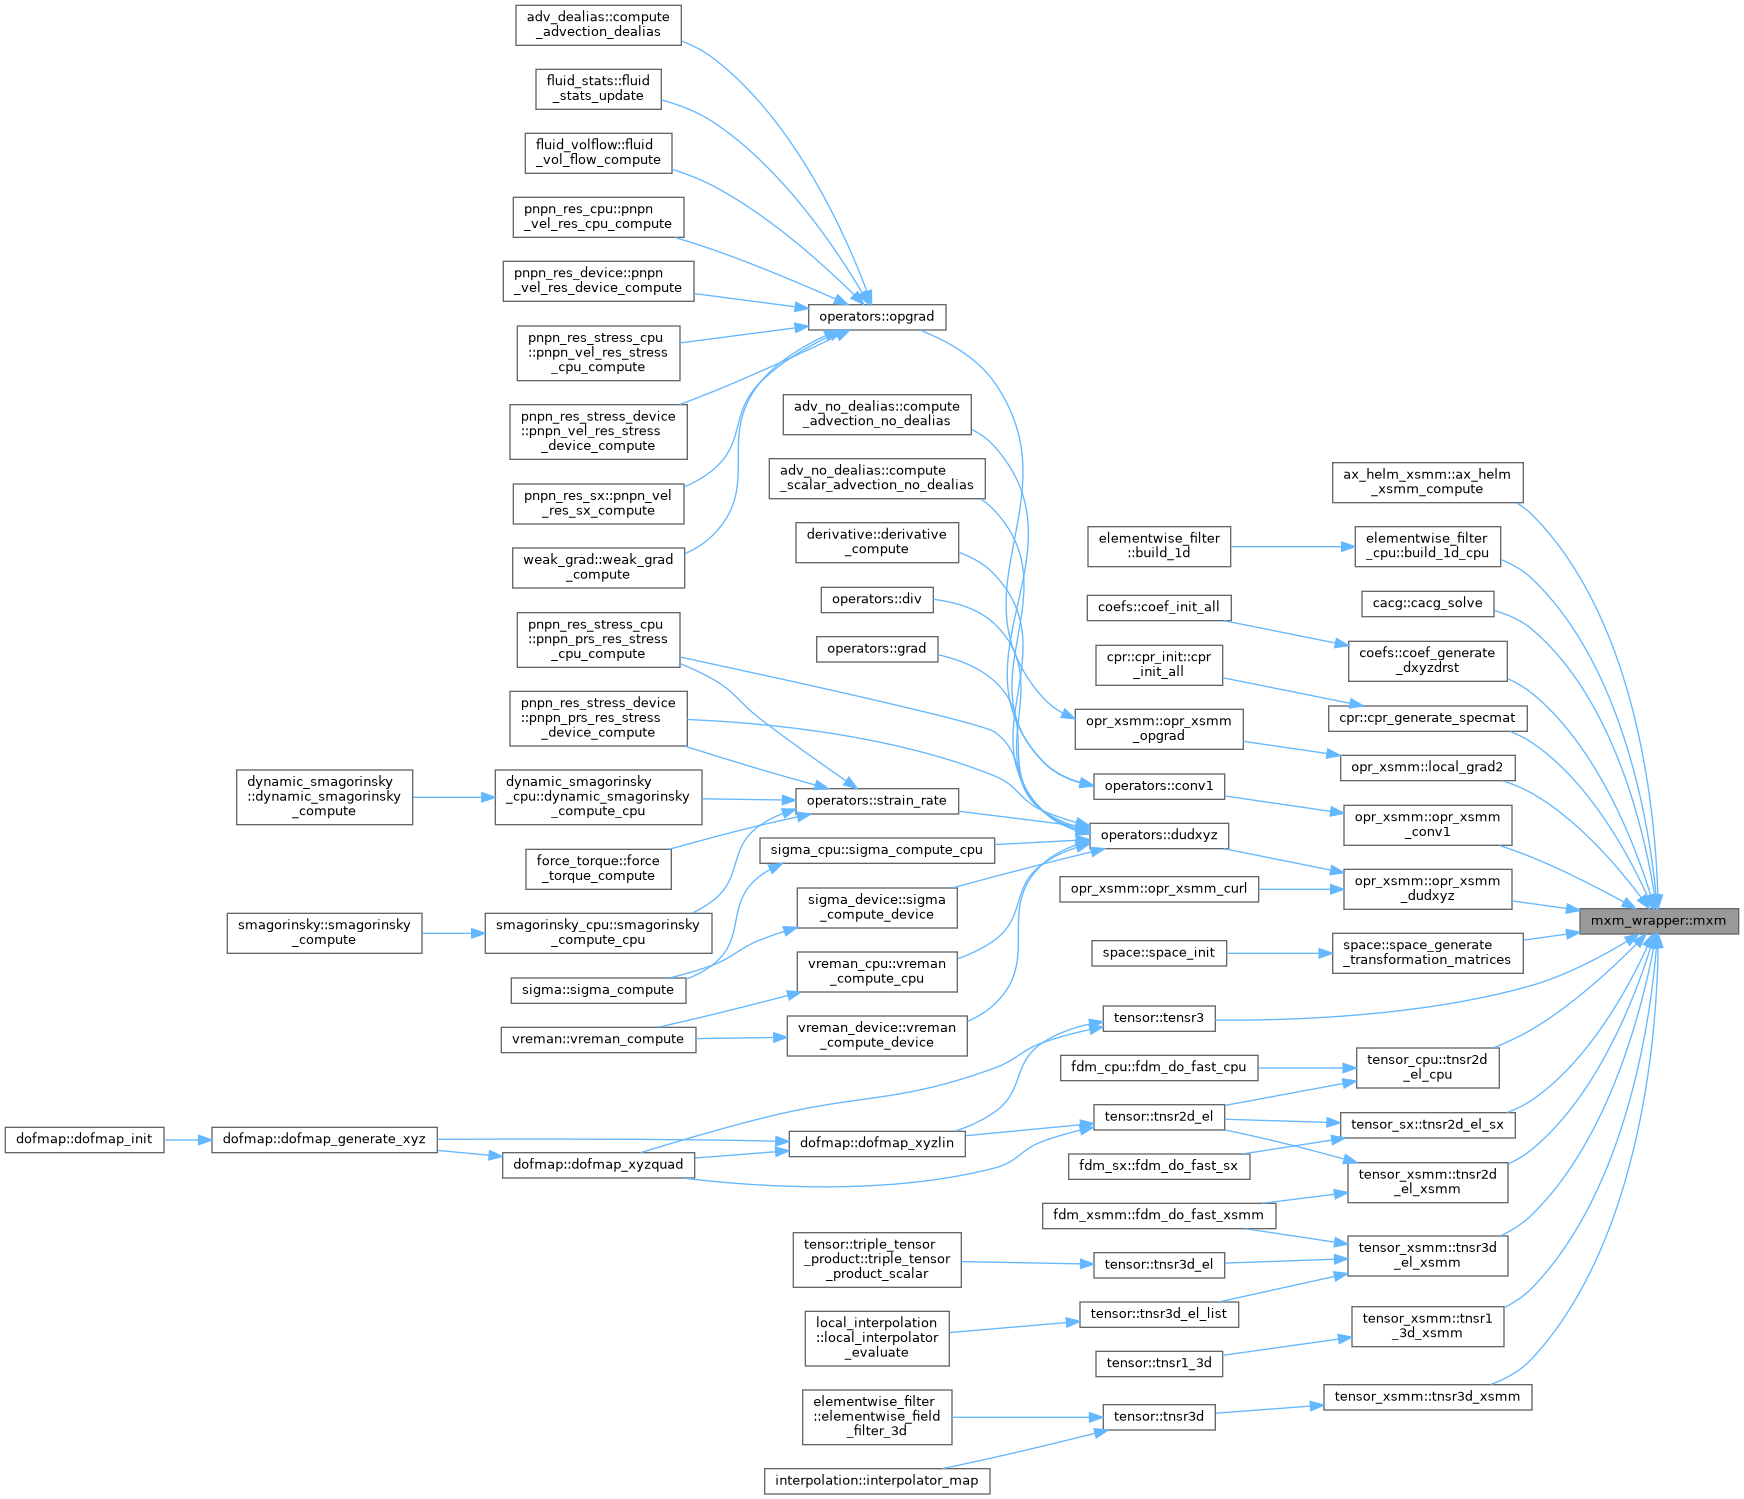 adv_dealias::compute
_advection_dealias
fluid_stats::fluid
_stats_update
fluid_volflow::fluid
_vol_flow_compute
pnpn_res_cpu::pnpn
_vel_res_cpu_compute
pnpn_res_device::pnpn
_vel_res_device_compute
pnpn_res_stress_cpu
::pnpn_vel_res_stress
_cpu_compute
pnpn_res_stress_device
::pnpn_vel_res_stress
_device_compute
pnpn_res_sx::pnpn_vel
_res_sx_compute
weak_grad::weak_grad
_compute
pnpn_res_stress_cpu
::pnpn_prs_res_stress
_cpu_compute
pnpn_res_stress_device
::pnpn_prs_res_stress
_device_compute
dynamic_smagorinsky
::dynamic_smagorinsky
_compute
dynamic_smagorinsky
_cpu::dynamic_smagorinsky
_compute_cpu
force_torque::force
_torque_compute
smagorinsky::smagorinsky
_compute
smagorinsky_cpu::smagorinsky
_compute_cpu
sigma::sigma_compute
vreman::vreman_compute
dofmap::dofmap_init
dofmap::dofmap_generate_xyz
dofmap::dofmap_xyzquad
operators::opgrad
adv_no_dealias::compute
_advection_no_dealias
adv_no_dealias::compute
_scalar_advection_no_dealias
derivative::derivative
_compute
operators::div
operators::grad
operators::strain_rate
sigma_cpu::sigma_compute_cpu
sigma_device::sigma
_compute_device
vreman_cpu::vreman
_compute_cpu
vreman_device::vreman
_compute_device
dofmap::dofmap_xyzlin
tensor::triple_tensor
_product::triple_tensor
_product_scalar
local_interpolation
::local_interpolator
_evaluate
elementwise_filter
::elementwise_field
_filter_3d
interpolation::interpolator_map
elementwise_filter
::build_1d
coefs::coef_init_all
cpr::cpr_init::cpr
_init_all
opr_xsmm::opr_xsmm
_opgrad
operators::conv1
operators::dudxyz
opr_xsmm::opr_xsmm_curl
space::space_init
tensor::tensr3
fdm_cpu::fdm_do_fast_cpu
tensor::tnsr2d_el
fdm_sx::fdm_do_fast_sx
fdm_xsmm::fdm_do_fast_xsmm
tensor::tnsr3d_el
tensor::tnsr3d_el_list
tensor::tnsr1_3d
tensor::tnsr3d
ax_helm_xsmm::ax_helm
_xsmm_compute
elementwise_filter
_cpu::build_1d_cpu
cacg::cacg_solve
coefs::coef_generate
_dxyzdrst
cpr::cpr_generate_specmat
opr_xsmm::local_grad2
opr_xsmm::opr_xsmm
_conv1
opr_xsmm::opr_xsmm
_dudxyz
space::space_generate
_transformation_matrices
tensor_cpu::tnsr2d
_el_cpu
tensor_sx::tnsr2d_el_sx
tensor_xsmm::tnsr2d
_el_xsmm
tensor_xsmm::tnsr3d
_el_xsmm
tensor_xsmm::tnsr1
_3d_xsmm
tensor_xsmm::tnsr3d_xsmm
mxm_wrapper::mxm